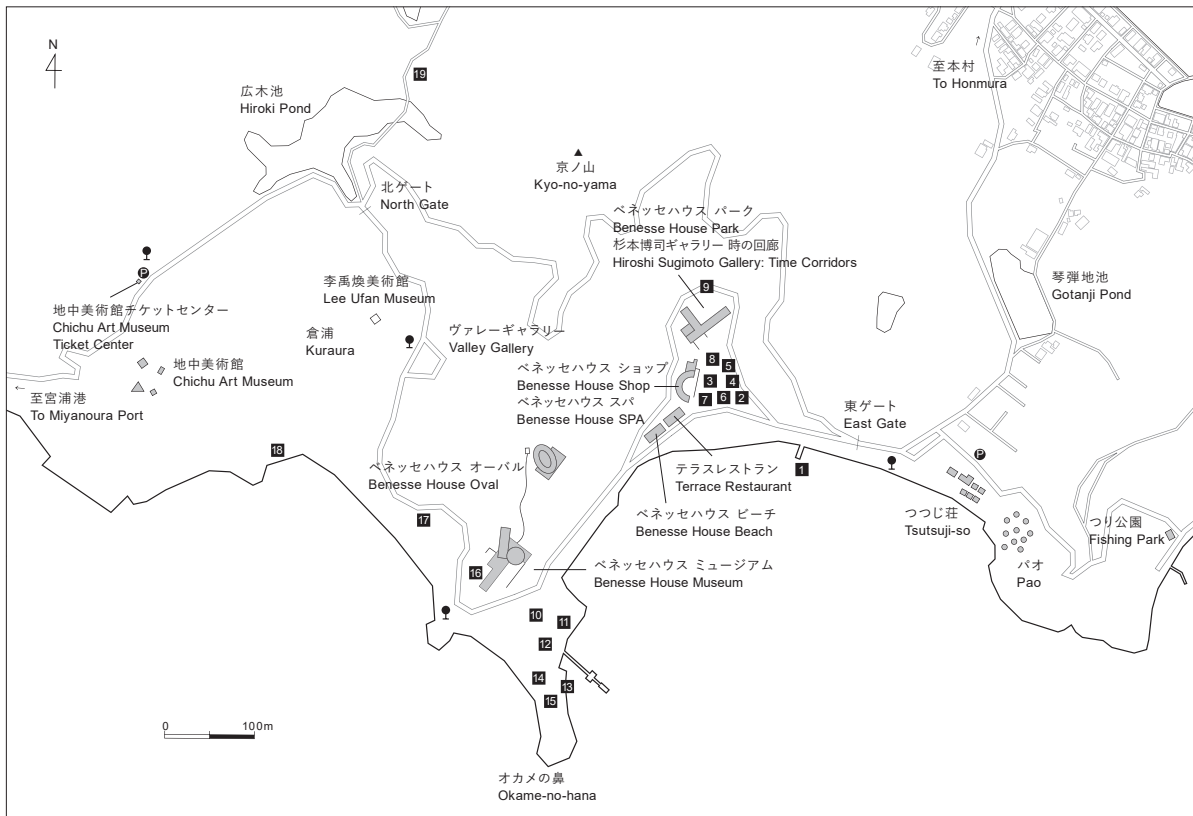 N
19
広木池
Hiroki Pond
至本村
To Honmura
京ノ山
Kyo-no-yama
北ゲート
North Gate
ベネッセハウス パーク
Benesse House Park
杉本博司ギャラリー 時の回廊
Hiroshi Sugimoto Gallery: Time Corridors
P
李禹煥美術館
Lee Ufan Museum
琴弾地池
Gotanji Pond
9
地中美術館チケットセンター
Chichu Art Museum
Ticket Center
倉浦
Kuraura
ヴァレーギャラリー
Valley Gallery
地中美術館
Chichu Art Museum
ベネッセハウス ショップ
Benesse House Shop
ベネッセハウス スパ
Benesse House SPA
8
5
3
4
7
6
2
至宮浦港
To Miyanoura Port
東ゲート
East Gate
18
ベネッセハウス オーバル
Benesse House Oval
テラスレストラン
Terrace Restaurant
1
P
ベネッセハウス ビーチ
Benesse House Beach
つつじ荘
Tsutsuji-so
つり公園
Fishing Park
17
パオ
Pao
16
ベネッセハウス ミュージアム
Benesse House Museum
10
11
12
14
13
15
0 100m
オカメの鼻
Okame-no-hana